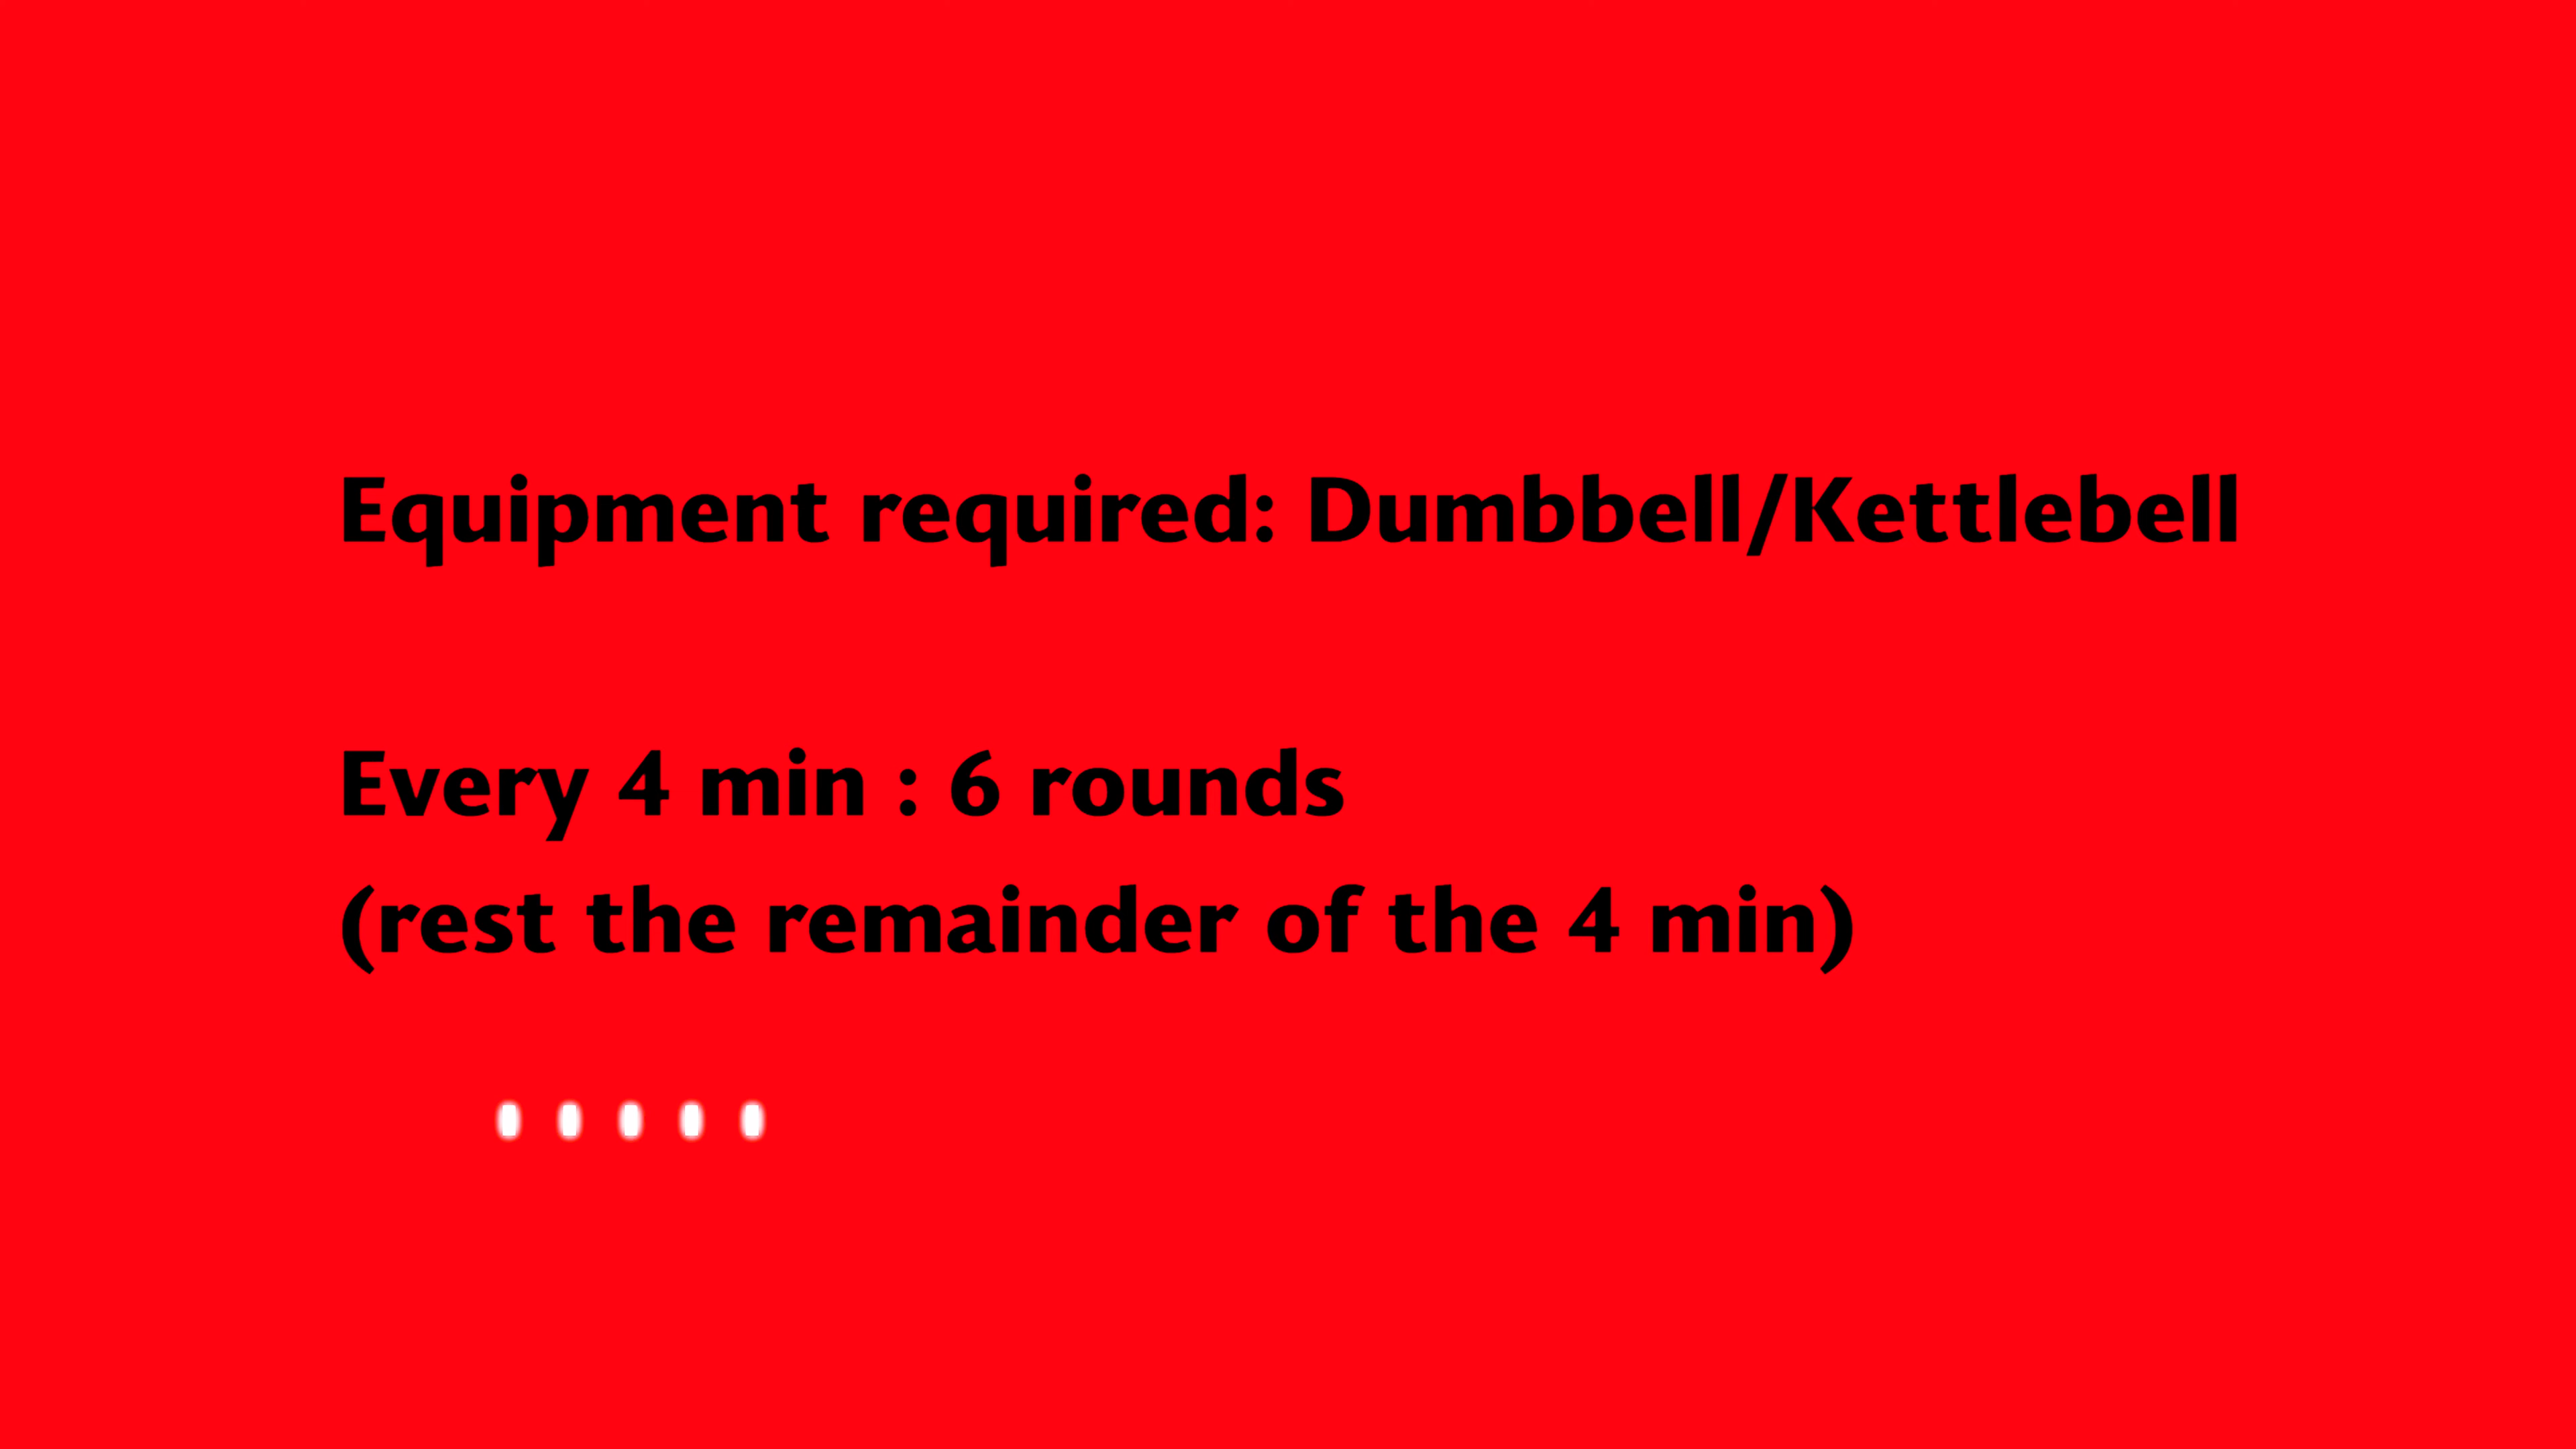 Equipment required: Dumbbell/Kettlebell
Every 4 min : 6 rounds
(rest the remainder of the 4 min)
.....